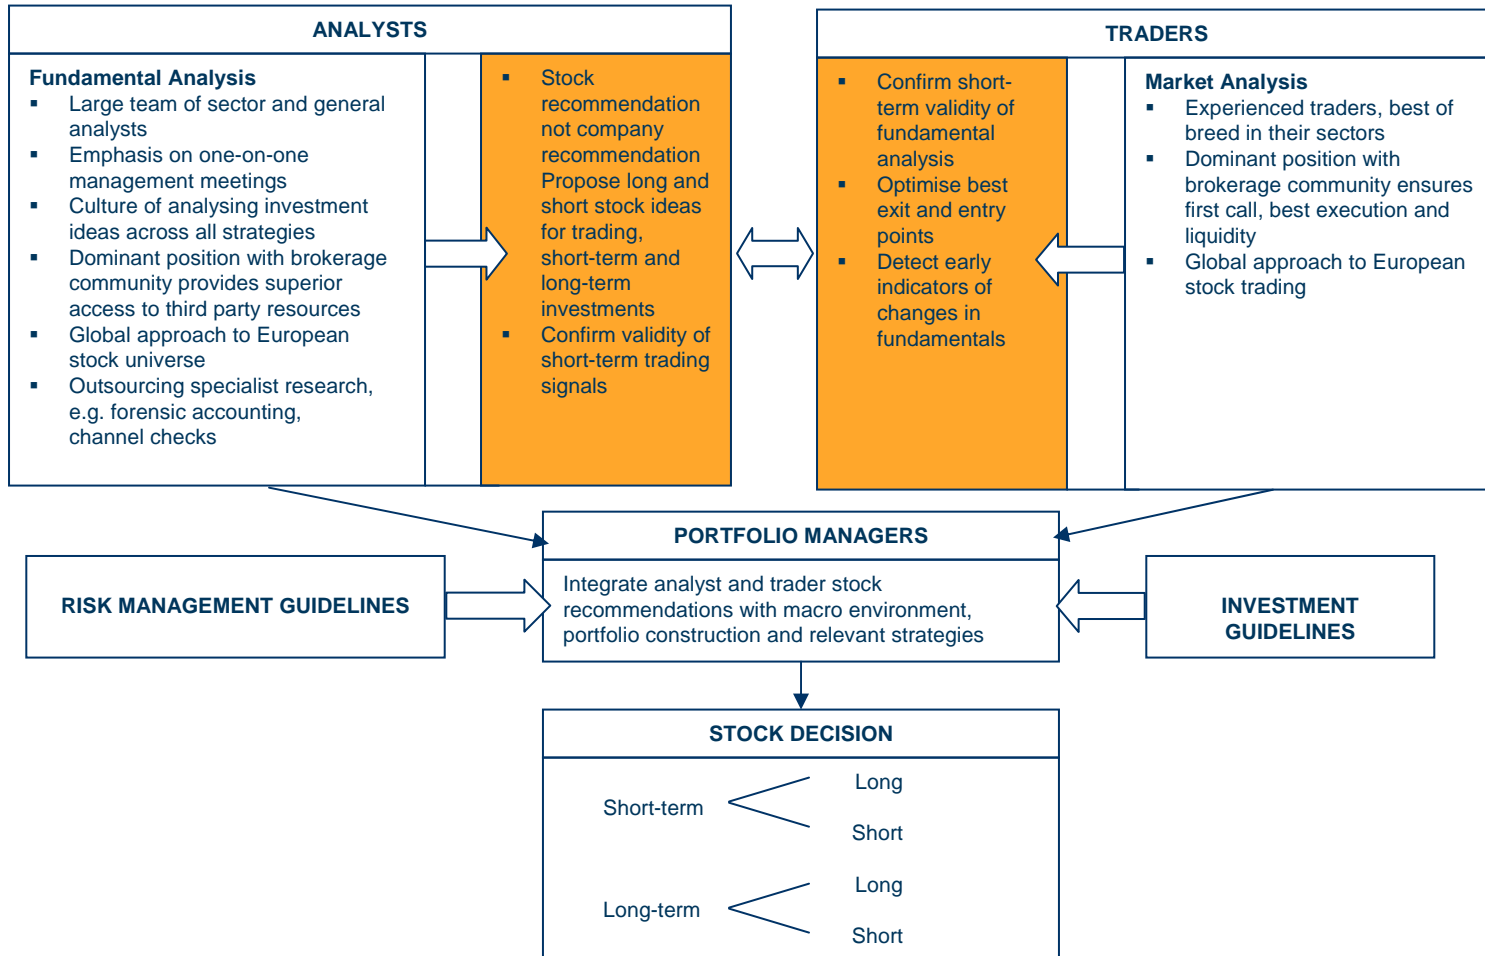 ANALYSTS
Fundamental Analysis
▪ Large team of sector and general
analysts
▪ Emphasis on one-on-one
management meetings
▪ Culture of analysing investment
ideas across all strategies
▪ Dominant position with brokerage
community provides superior
access to third party resources
▪ Global approach to European
stock universe
▪ Outsourcing specialist research,
e.g. forensic accounting,
channel checks
▪ Stock
recommendation
not company
recommendation
Propose long and
short stock ideas
for trading,
short-term and
long-term
investments
▪ Confirm validity of
short-term trading
signals
TRADERS
▪ Confirm short-
term validity of
fundamental
analysis
▪ Optimise best
exit and entry
points
▪ Detect early
indicators of
changes in
fundamentals
Market Analysis
▪ Experienced traders, best of
breed in their sectors
▪ Dominant position with
brokerage community ensures
first call, best execution and
liquidity
▪ Global approach to European
stock trading
PORTFOLIO MANAGERS
Integrate analyst and trader stock
recommendations with macro environment,
portfolio construction and relevant strategies
RISK MANAGEMENT GUIDELINES
INVESTMENT
GUIDELINES
STOCK DECISION
Short-term
Long
Short
Long-term
Long
Short